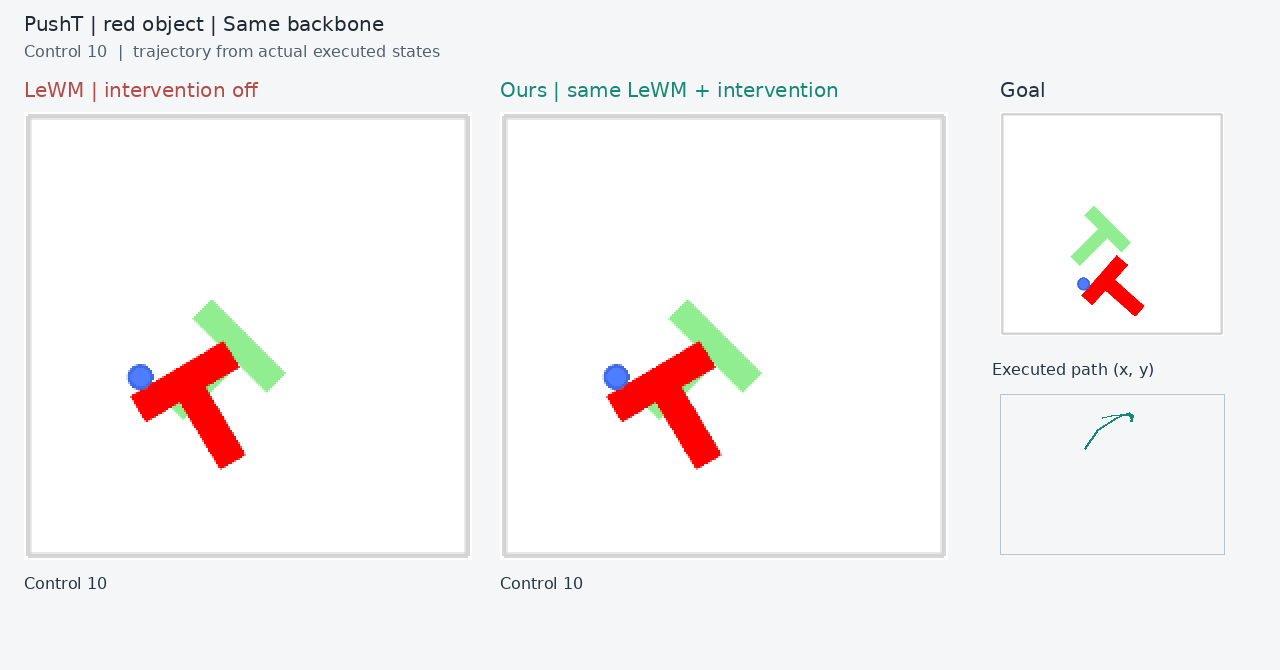 PushT | red object | Same backbone
Control 10 | trajectory from actual executed states
LeWM | intervention off
Ours | same LeWM + intervention
Goal
Executed path (x, y)
Control 10
Control 10